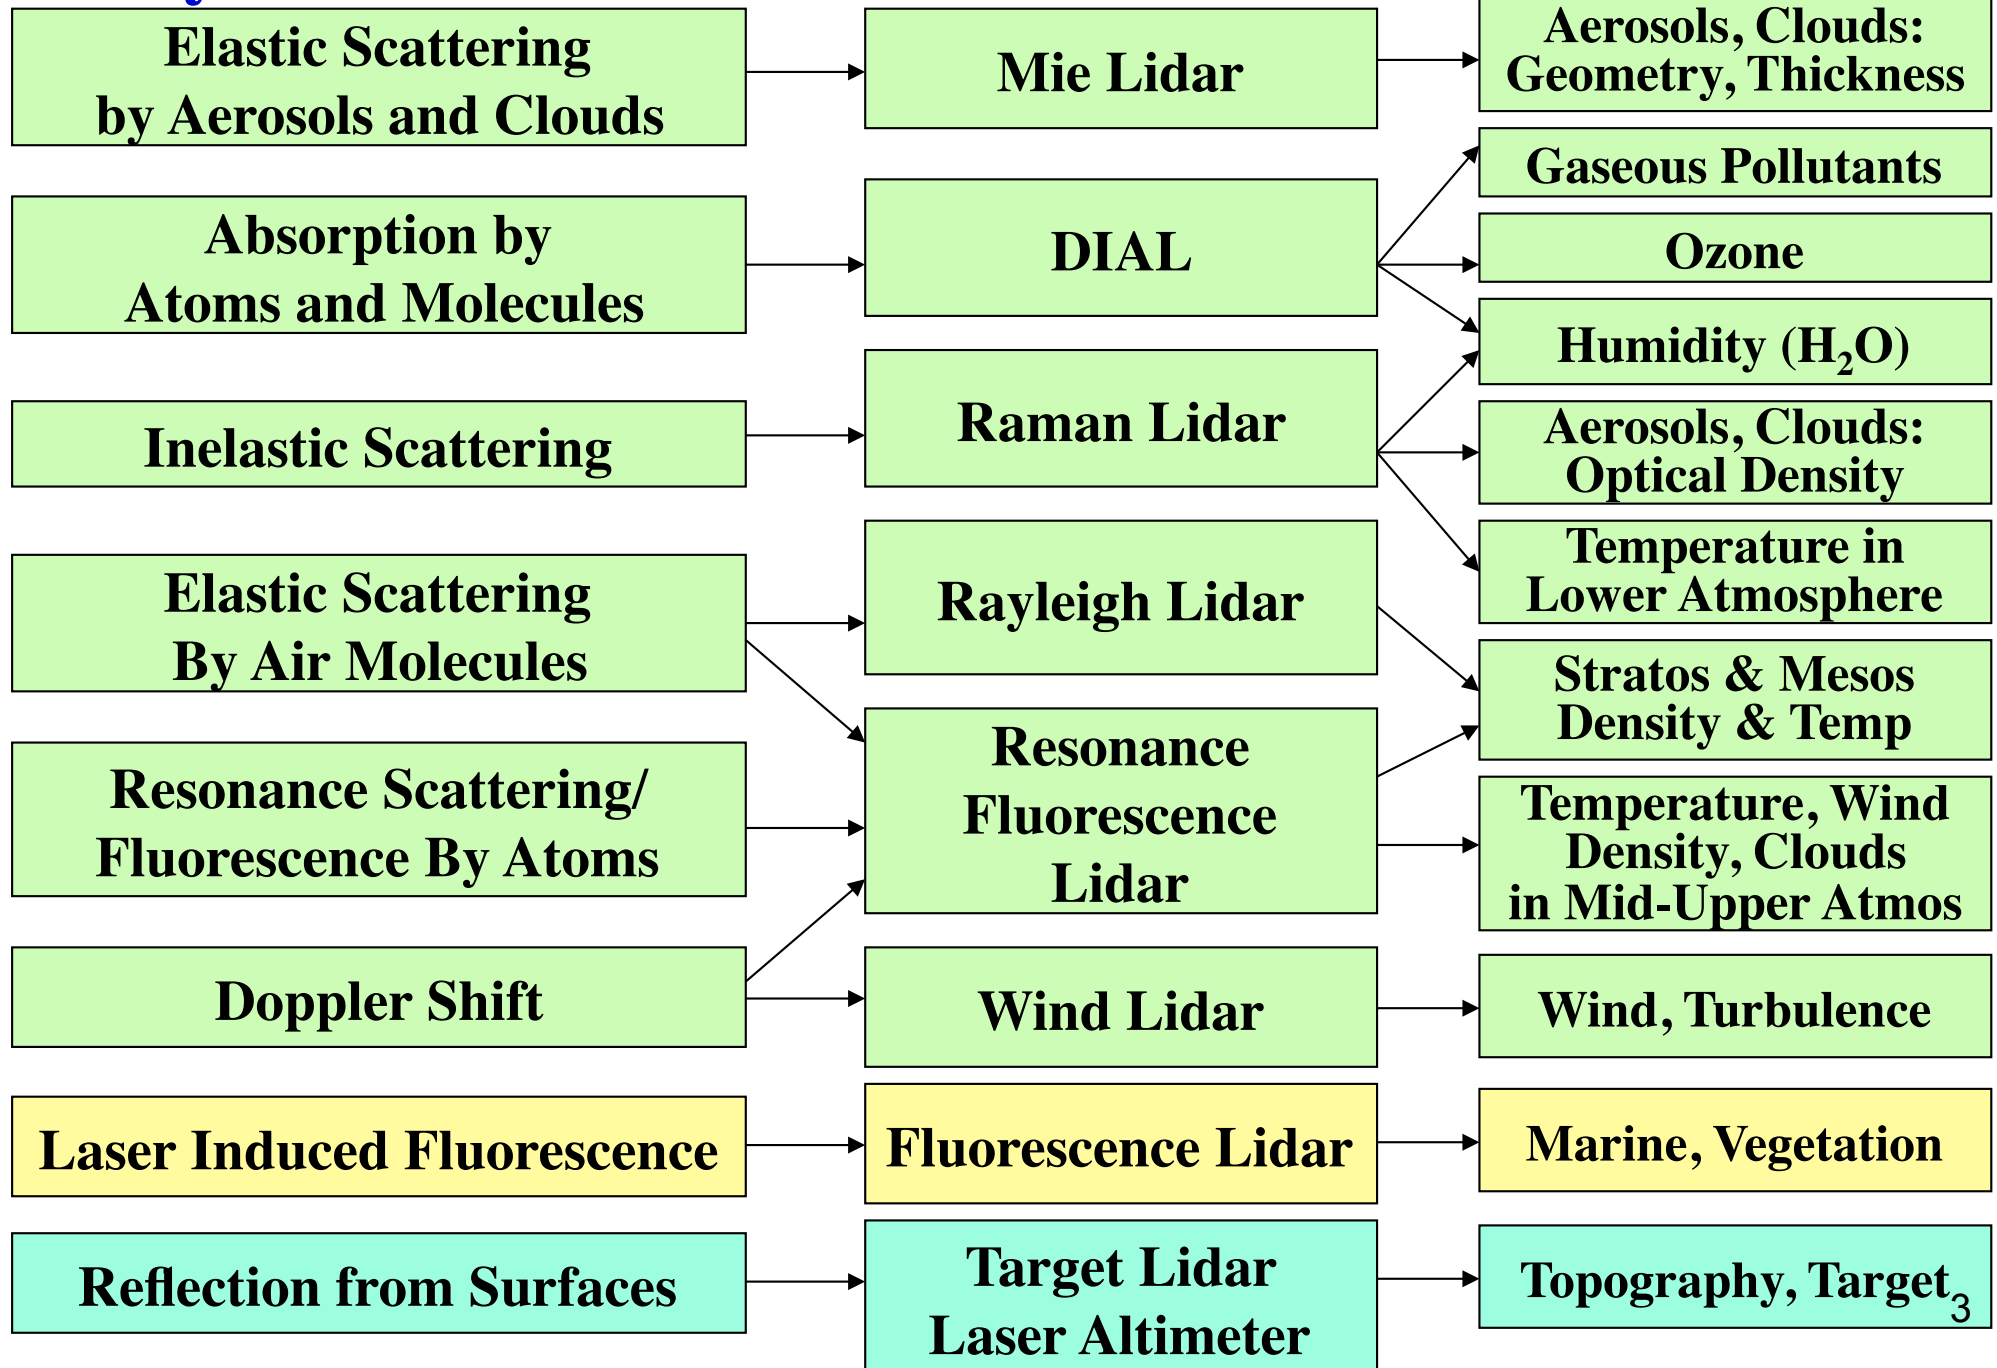 Elastic Scattering
by Aerosols and Clouds
Mie Lidar
Aerosols, Clouds:
Geometry, Thickness
Absorption by
Atoms and Molecules
DIAL
Gaseous Pollutants
Ozone
Humidity (H₂O)
Inelastic Scattering
Raman Lidar
Aerosols, Clouds:
Optical Density
Temperature in
Lower Atmosphere
Elastic Scattering
By Air Molecules
Rayleigh Lidar
Stratos & Mesos
Density & Temp
Resonance Scattering/
Fluorescence By Atoms
Resonance
Fluorescence
Lidar
Temperature, Wind
Density, Clouds
in Mid-Upper Atmos
Doppler Shift
Wind Lidar
Wind, Turbulence
Laser Induced Fluorescence
Fluorescence Lidar
Marine, Vegetation
Reflection from Surfaces
Target Lidar
Laser Altimeter
Topography, Target
3